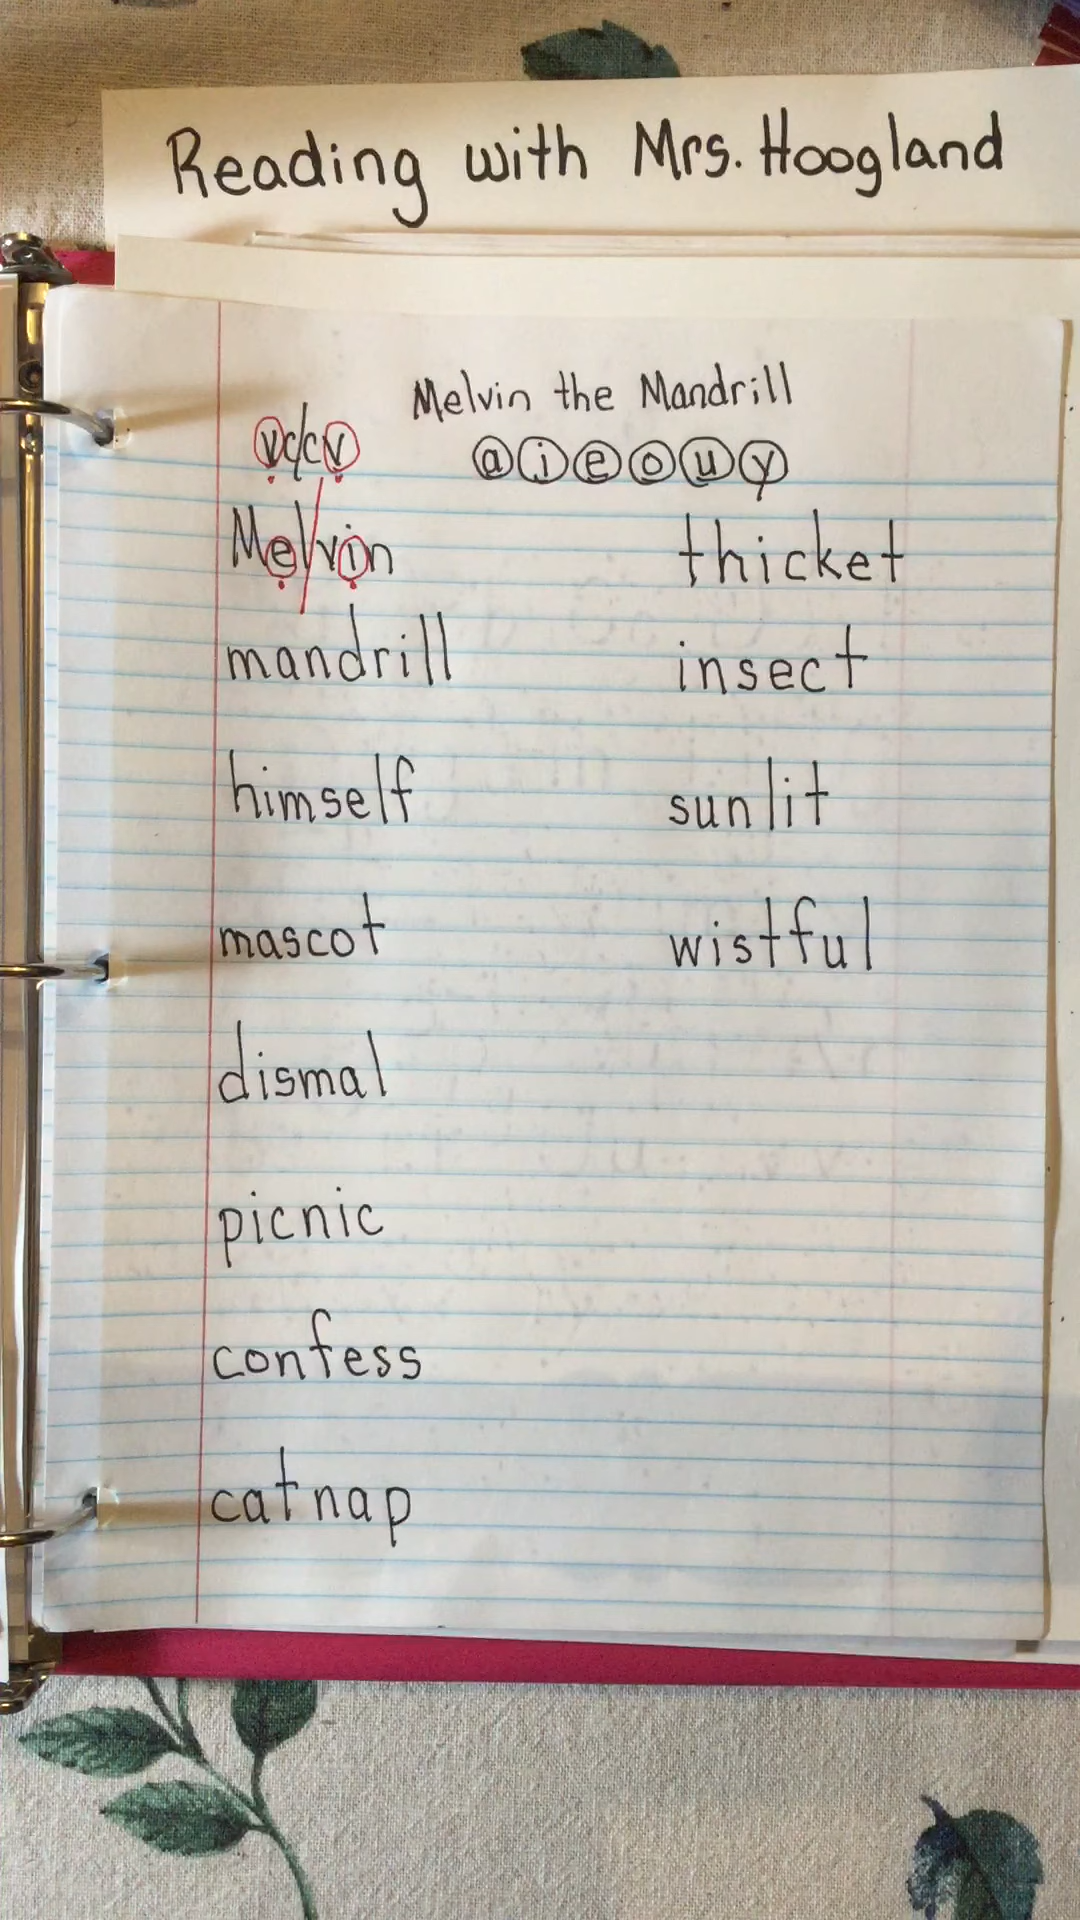 Reading with Mrs. Hoogland
Melvin the Mandrill
vc/cv a i e o u y
Mel/vin thicket
mandrill insect
himself sunlit
mascot wistful
dismal
picnic
confess
catnap